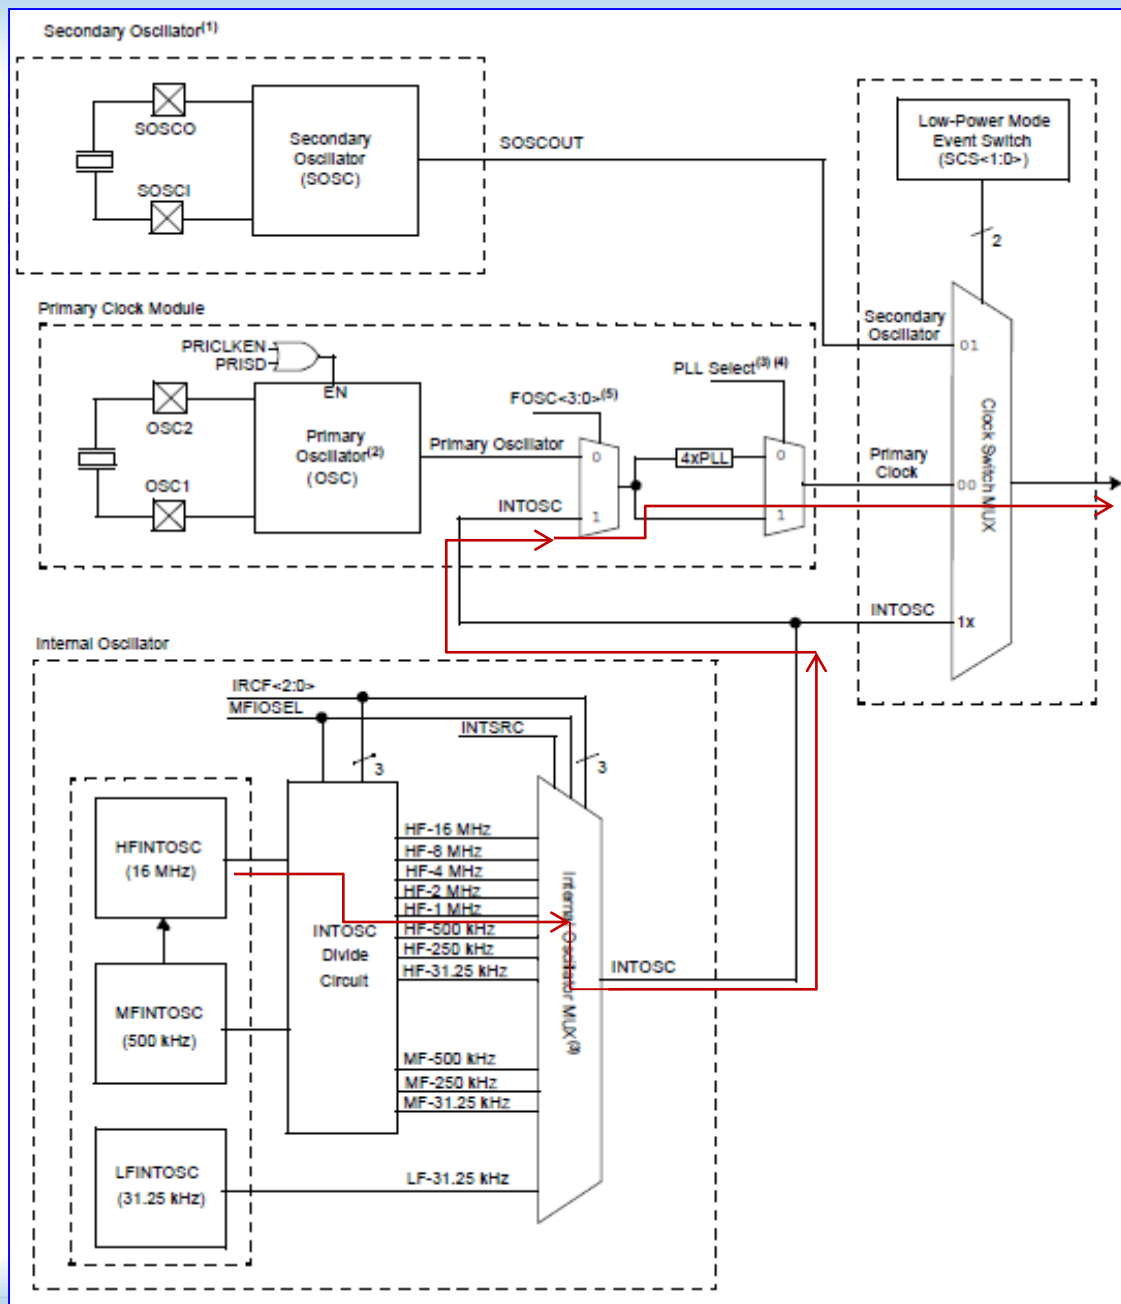 Secondary Oscillator(1)
SOSCO
SOSCI
Secondary
Oscillator
(SOSC)
SOSCOUT
Low-Power Mode
Event Switch
(SCS<1:0>)
2
Primary Clock Module
PRICLKEN
PRISD
EN
OSC2
OSC1
Primary
Oscillator(2)
(OSC)
Primary Oscillator
INTOSC
FOSC<3:0>(5)
0
1
4xPLL
PLL Select(3) (4)
0
1
Secondary
Oscillator
01
Primary
Clock
00
INTOSC
1x
Clock Switch MUX
Internal Oscillator
IRCF<2:0>
MFIOSEL
INTSRC
3
3
HFINTOSC
(16 MHz)
MFINTOSC
(500 kHz)
LFINTOSC
(31.25 kHz)
INTOSC
Divide
Circuit
HF-16 MHz
HF-8 MHz
HF-4 MHz
HF-2 MHz
HF-1 MHz
HF-500 kHz
HF-250 kHz
HF-31.25 kHz
MF-500 kHz
MF-250 kHz
MF-31.25 kHz
LF-31.25 kHz
Internal Oscillator MUX(3)
INTOSC